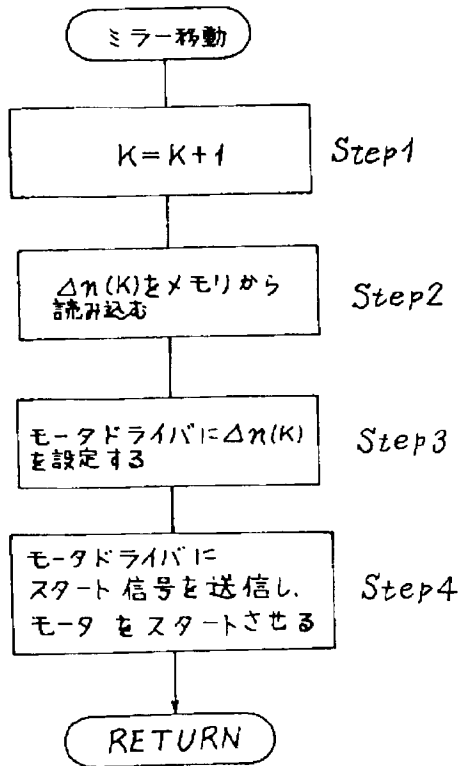 ミラー移動
K=K+1
Step1
Δn(K)をメモリから
読み込む
Step2
モータドライバにΔn(K)
を設定する
Step3
モータドライバに
スタート信号を送信し、
モータをスタートさせる
Step4
RETURN